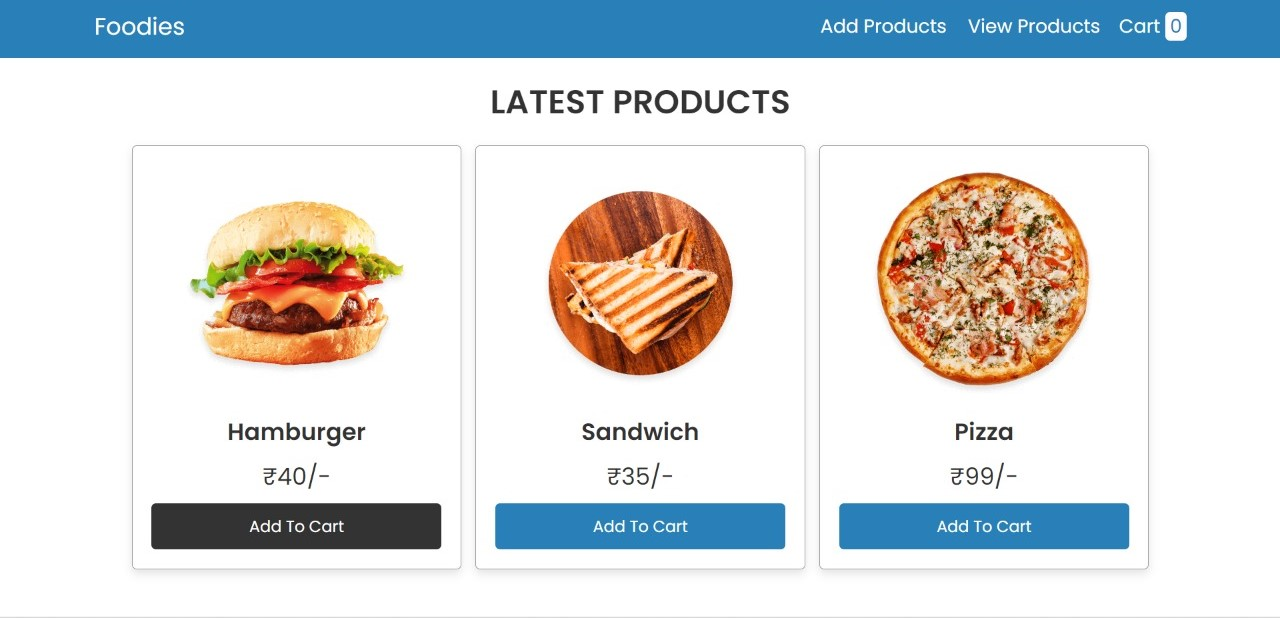 Foodies
Add Products View Products Cart 0
LATEST PRODUCTS
Hamburger
₹40/-
Add To Cart
Sandwich
₹35/-
Add To Cart
Pizza
₹99/-
Add To Cart